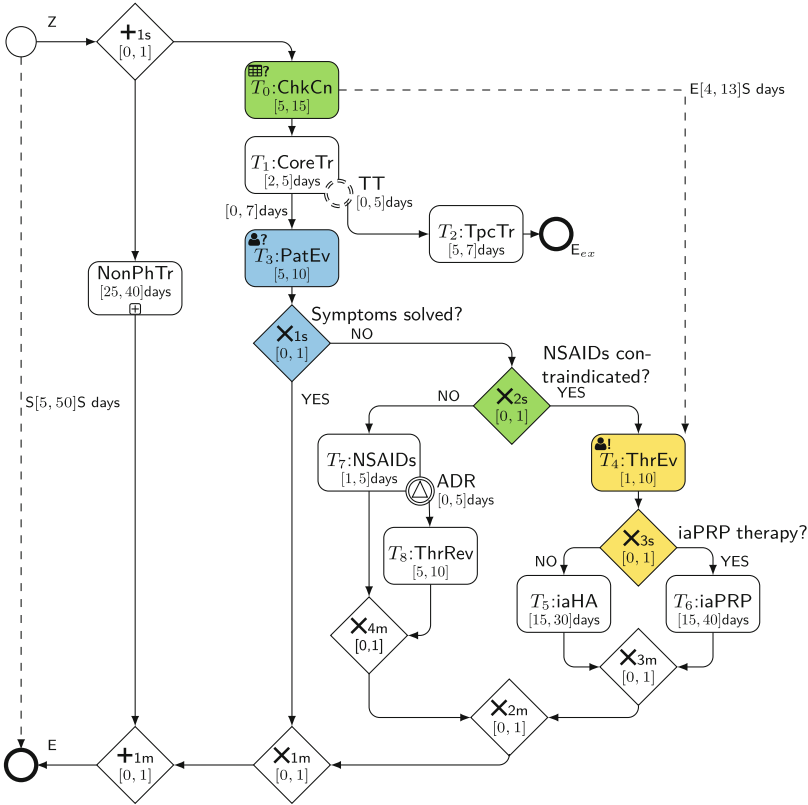 Z
+1s
[0, 1]
?
T0:ChkCn
[5, 15]
E[4, 13]S days
T1:CoreTr
[2, 5]days
TT
[0, 5]days
[0, 7]days
T2:TpcTr
[5, 7]days
Eex
?
T3:PatEv
[5, 10]
NonPhTr
[25, 40]days
Symptoms solved?
×1s
[0, 1]
NO
NSAIDs con-
traindicated?
S[5, 50]S days
YES
NO
×2s
[0, 1]
YES
T7:NSAIDs
[1, 5]days
ADR
[0, 5]days
!
T4:ThrEv
[1, 10]
T8:ThrRev
[5, 10]
×3s
[0, 1]
iaPRP therapy?
NO
YES
T5:iaHA
[15, 30]days
T6:iaPRP
[15, 40]days
×4m
[0,1]
×3m
[0, 1]
×2m
[0, 1]
E
+1m
[0, 1]
×1m
[0, 1]